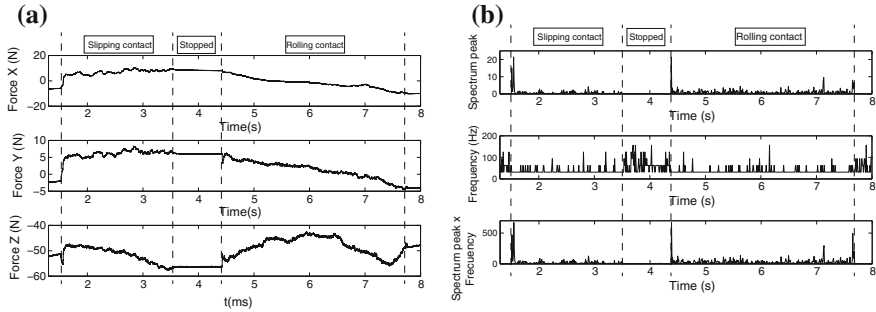 (a)
Slipping contact Stopped Rolling contact
Force X (N)
20
0
−20
2 3 4 5 6 7 8
Time(s)
Force Y (N)
10
5
0
−5
2 3 4 5 6 7 8
Time(s)
Force Z (N)
−40
−50
−60
2 3 4 5 6 7 8
t(ms)
(b)
Slipping contact Stopped Rolling contact
Spectrum peak
20
10
0
2 3 4 5 6 7 8
Time (s)
Frequency (Hz)
200
100
0
2 3 4 5 6 7 8
Time (s)
Spectrum peak x
Frecuency
500
0
2 3 4 5 6 7 8
Time (s)